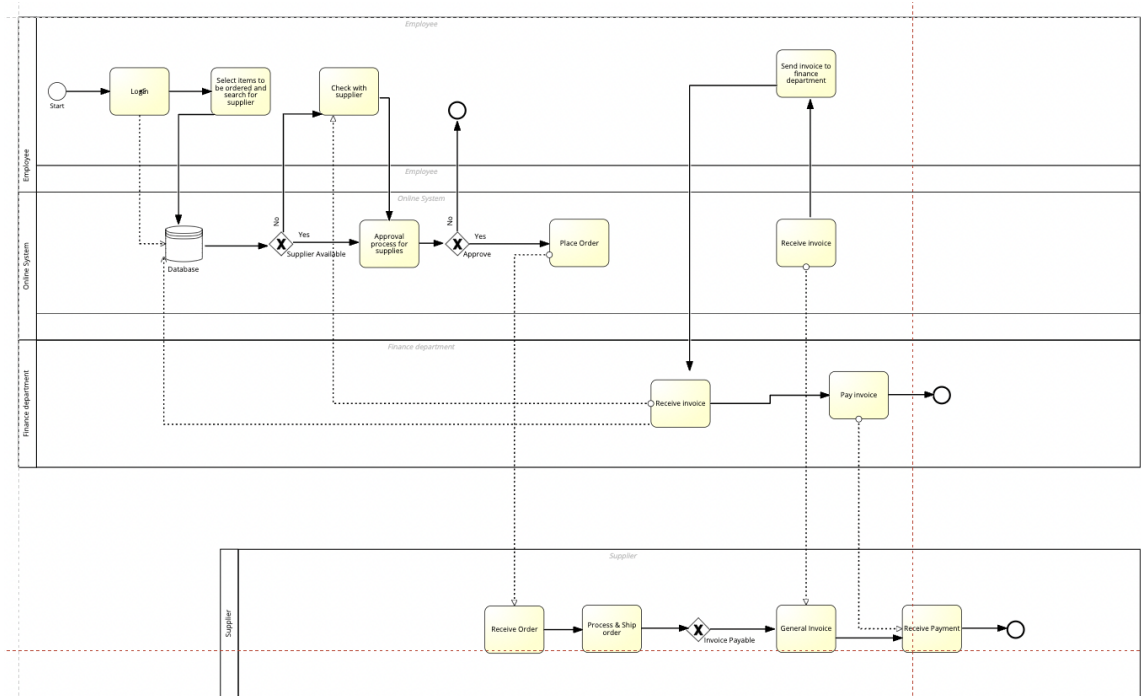 Employee
Employee
Start
Login
Select items to
be ordered and
search for
supplier
Check with
supplier
Send invoice to
finance
department
Employee
Online System
Online System
No
Yes
Supplier Available
Database
Approval
process for
supplies
No
Yes
Approve
Place Order
Receive invoice
Finance department
Finance department
Receive invoice
Pay invoice
Supplier
Supplier
Receive Order
Process & Ship
order
Invoice Payable
General Invoice
Receive Payment